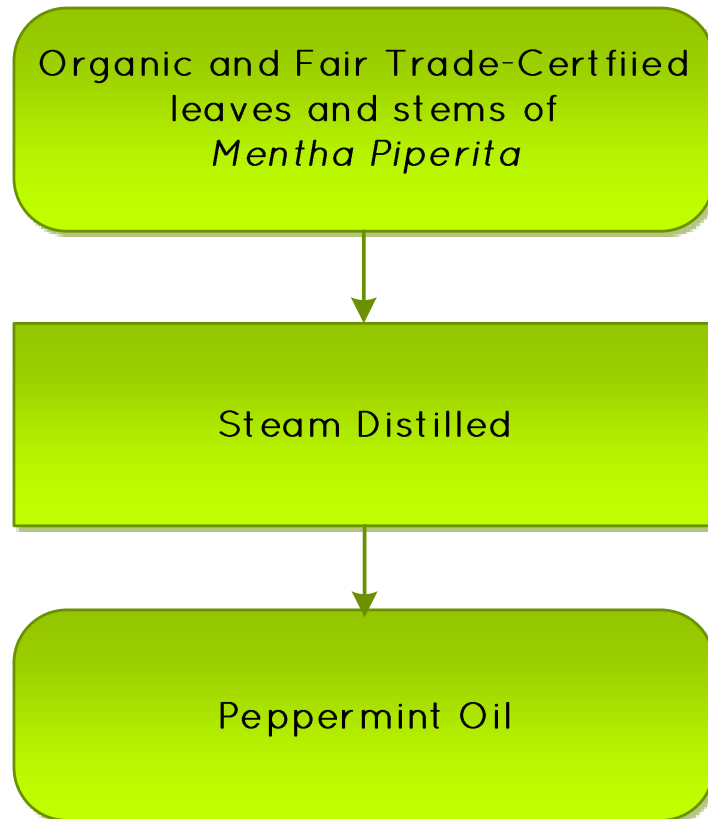 Organic and Fair Trade-Certfiied
leaves and stems of
Mentha Piperita
Steam Distilled
Peppermint Oil